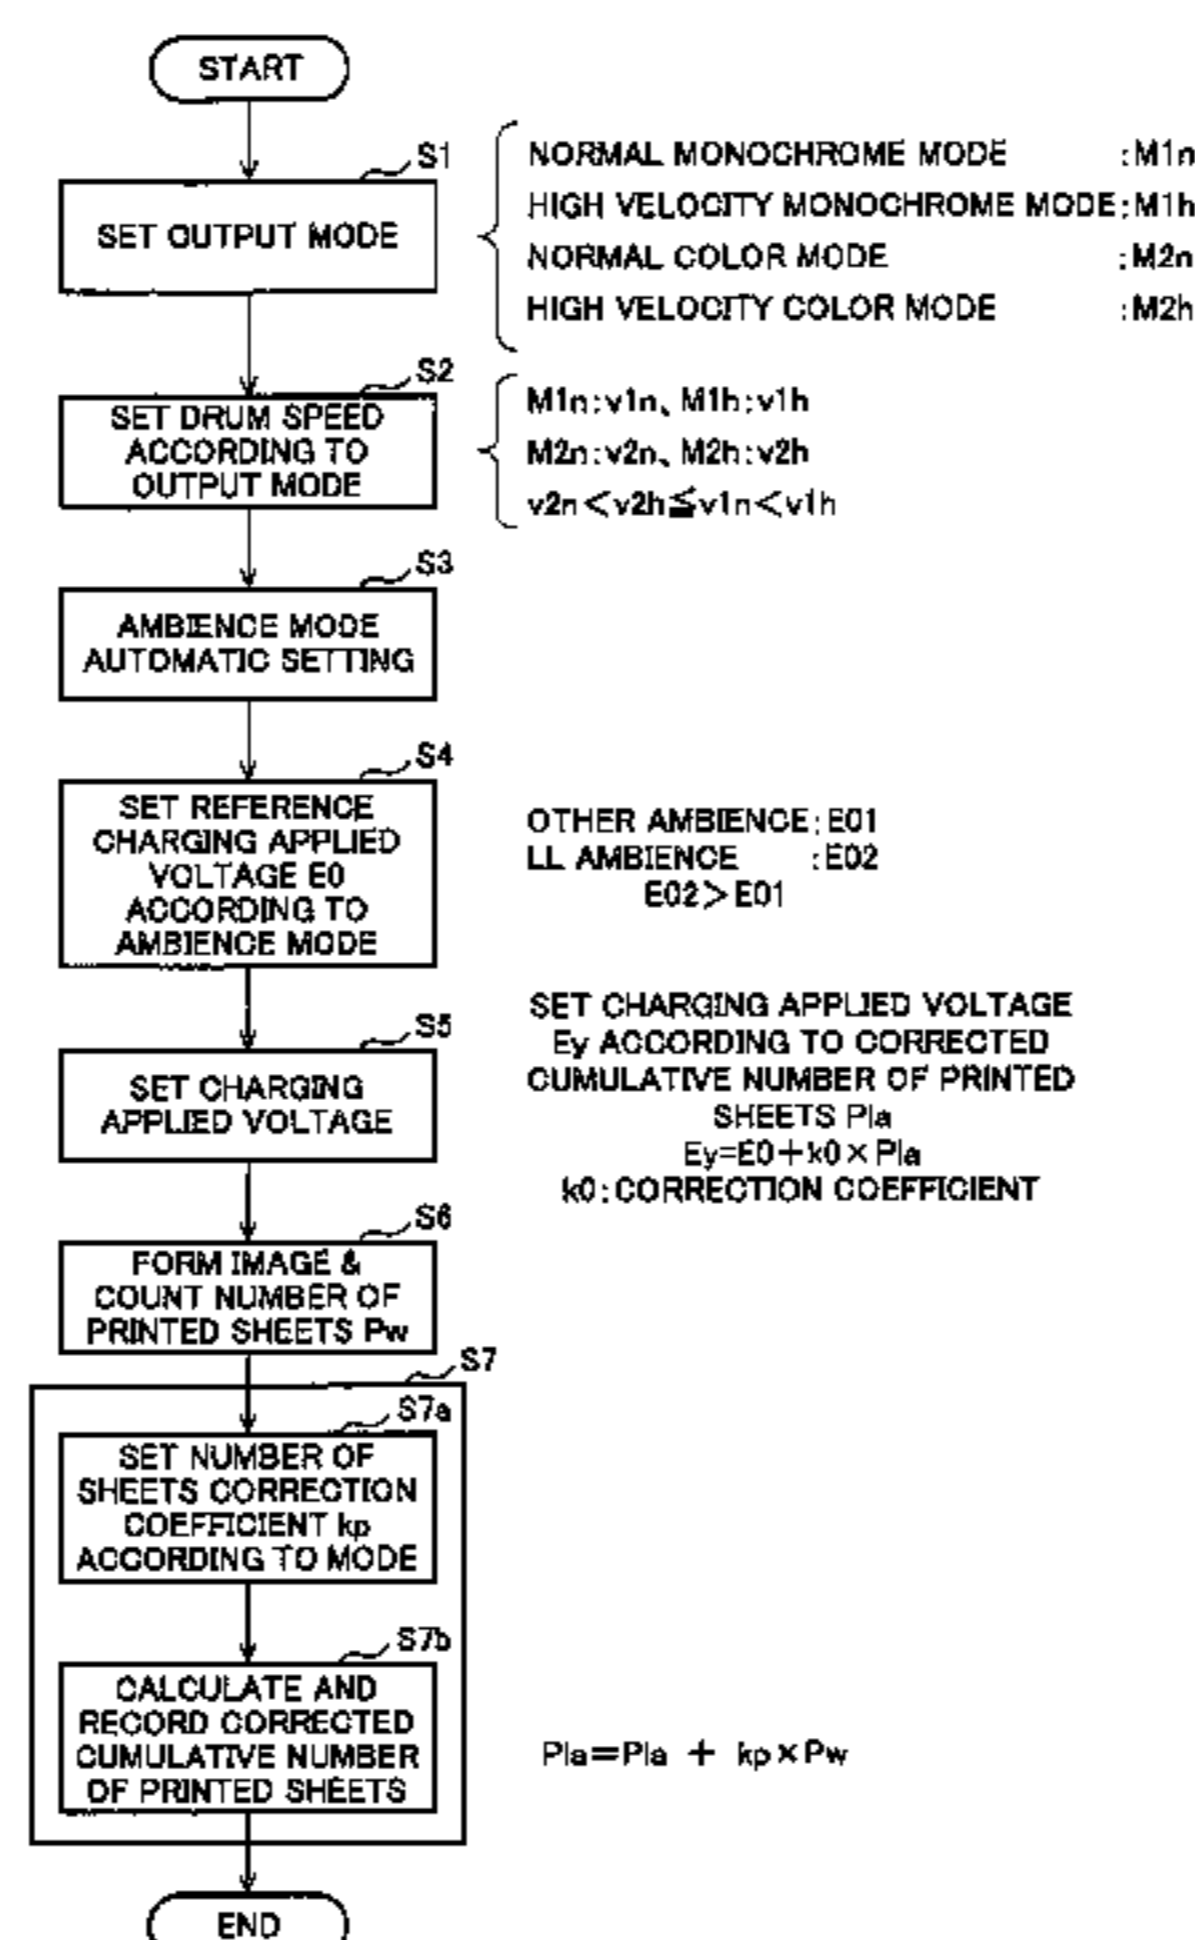 START
S1
SET OUTPUT MODE
NORMAL MONOCHROME MODE :M1n
HIGH VELOCITY MONOCHROME MODE:M1h
NORMAL COLOR MODE :M2n
HIGH VELOCITY COLOR MODE :M2h
S2
SET DRUM SPEED
ACCORDING TO
OUTPUT MODE
M1n:v1n、M1h:v1h
M2n:v2n、M2h:v2h
v2n<v2h≦v1n<v1h
S3
AMBIENCE MODE
AUTOMATIC SETTING
S4
SET REFERENCE
CHARGING APPLIED
VOLTAGE E0
ACCORDING TO
AMBIENCE MODE
OTHER AMBIENCE:E01
LL AMBIENCE :E02
E02>E01
S5
SET CHARGING
APPLIED VOLTAGE
SET CHARGING APPLIED VOLTAGE
Ey ACCORDING TO CORRECTED
CUMULATIVE NUMBER OF PRINTED
SHEETS Pla
Ey=E0+k0×Pla
k0:CORRECTION COEFFICIENT
S6
FORM IMAGE &
COUNT NUMBER OF
PRINTED SHEETS Pw
S7
S7a
SET NUMBER OF
SHEETS CORRECTION
COEFFICIENT kp
ACCORDING TO MODE
S7b
CALCULATE AND
RECORD CORRECTED
CUMULATIVE NUMBER
OF PRINTED SHEETS
Pla=Pla + kp×Pw
END